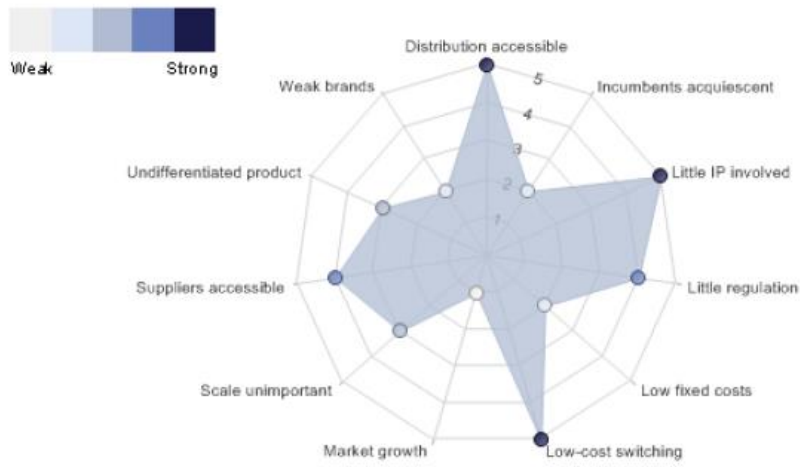 Weak
Strong
Distribution accessible
Weak brands
Incumbents acquiescent
5
4
3
2
1
Undifferentiated product
Little IP involved
Suppliers accessible
Little regulation
Scale unimportant
Low fixed costs
Market growth
Low-cost switching